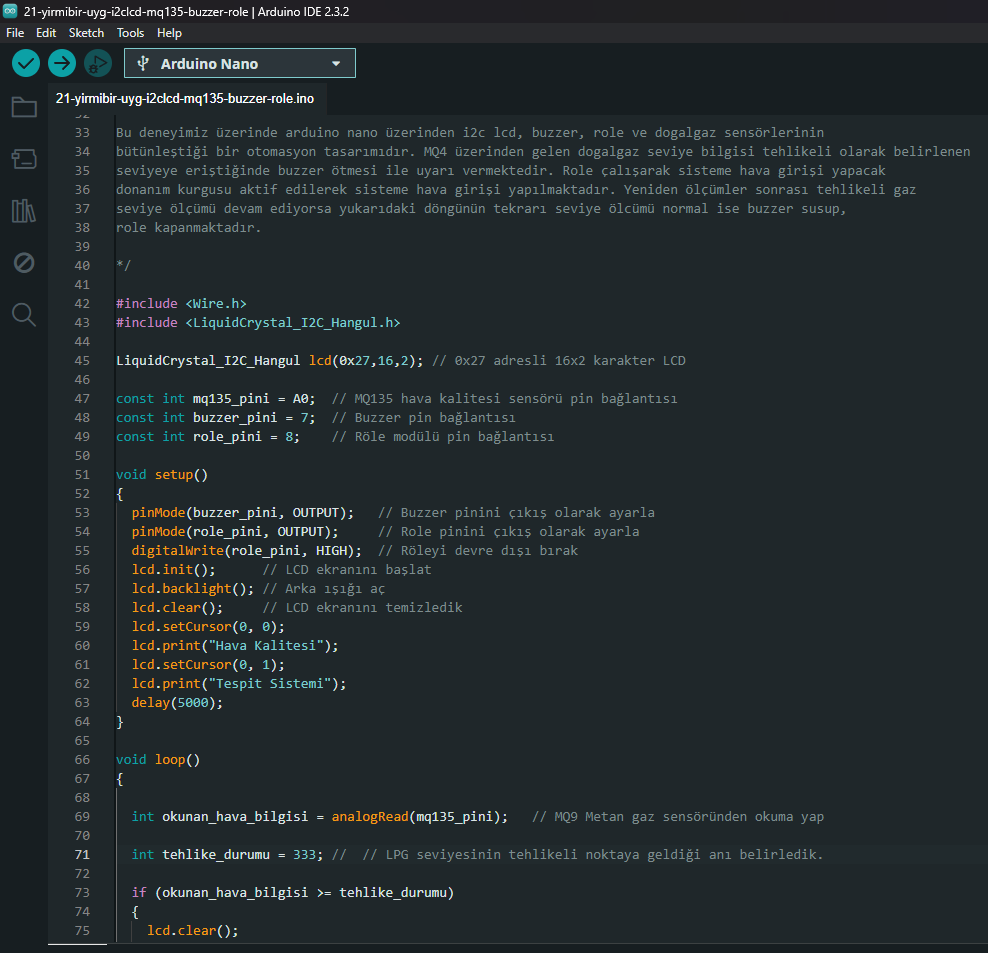 21-yirmibir-uyg-i2clcd-mq135-buzzer-role | Arduino IDE 2.3.2
File Edit Sketch Tools Help
Arduino Nano
21-yirmibir-uyg-i2clcd-mq135-buzzer-role.ino
32
33 Bu deneyimiz üzerinde arduino nano üzerinden i2c lcd, buzzer, role ve dogalgaz sensörlerinin
34 bütünleştiği bir otomasyon tasarımıdır. MQ4 üzerinden gelen dogalgaz seviye bilgisi tehlikeli olarak belirlenen
35 seviyeye eriştiğinde buzzer ötmesi ile uyarı vermektedir. Role çalışarak sisteme hava girişi yapacak
36 donanım kurgusu aktif edilerek sisteme hava girişi yapılmaktadır. Yeniden ölçümler sonrası tehlikeli gaz
37 seviye ölçümü devam ediyorsa yukarıdaki döngünün tekrarı seviye ölcümü normal ise buzzer susup,
38 role kapanmaktadır.
39
40 */
41
42 #include <Wire.h>
43 #include <LiquidCrystal_I2C_Hangul.h>
44
45 LiquidCrystal_I2C_Hangul lcd(0x27,16,2); // 0x27 adresli 16x2 karakter LCD
46
47 const int mq135_pini = A0;  // MQ135 hava kalitesi sensörü pin bağlantısı
48 const int buzzer_pini = 7;  // Buzzer pin bağlantısı
49 const int role_pini = 8;    // Röle modülü pin bağlantısı
50
51 void setup()
52 {
53   pinMode(buzzer_pini, OUTPUT);   // Buzzer pinini çıkış olarak ayarla
54   pinMode(role_pini, OUTPUT);     // Role pinini çıkış olarak ayarla
55   digitalWrite(role_pini, HIGH);  // Röleyi devre dışı bırak
56   lcd.init();      // LCD ekranını başlat
57   lcd.backlight(); // Arka ışığı aç
58   lcd.clear();     // LCD ekranını temizledik
59   lcd.setCursor(0, 0);
60   lcd.print("Hava Kalitesi");
61   lcd.setCursor(0, 1);
62   lcd.print("Tespit Sistemi");
63   delay(5000);
64 }
65
66 void loop()
67 {
68
69   int okunan_hava_bilgisi = analogRead(mq135_pini);   // MQ9 Metan gaz sensöründen okuma yap
70
71   int tehlike_durumu = 333; //  // LPG seviyesinin tehlikeli noktaya geldiği anı belirledik.
72
73   if (okunan_hava_bilgisi >= tehlike_durumu)
74   {
75     lcd.clear();